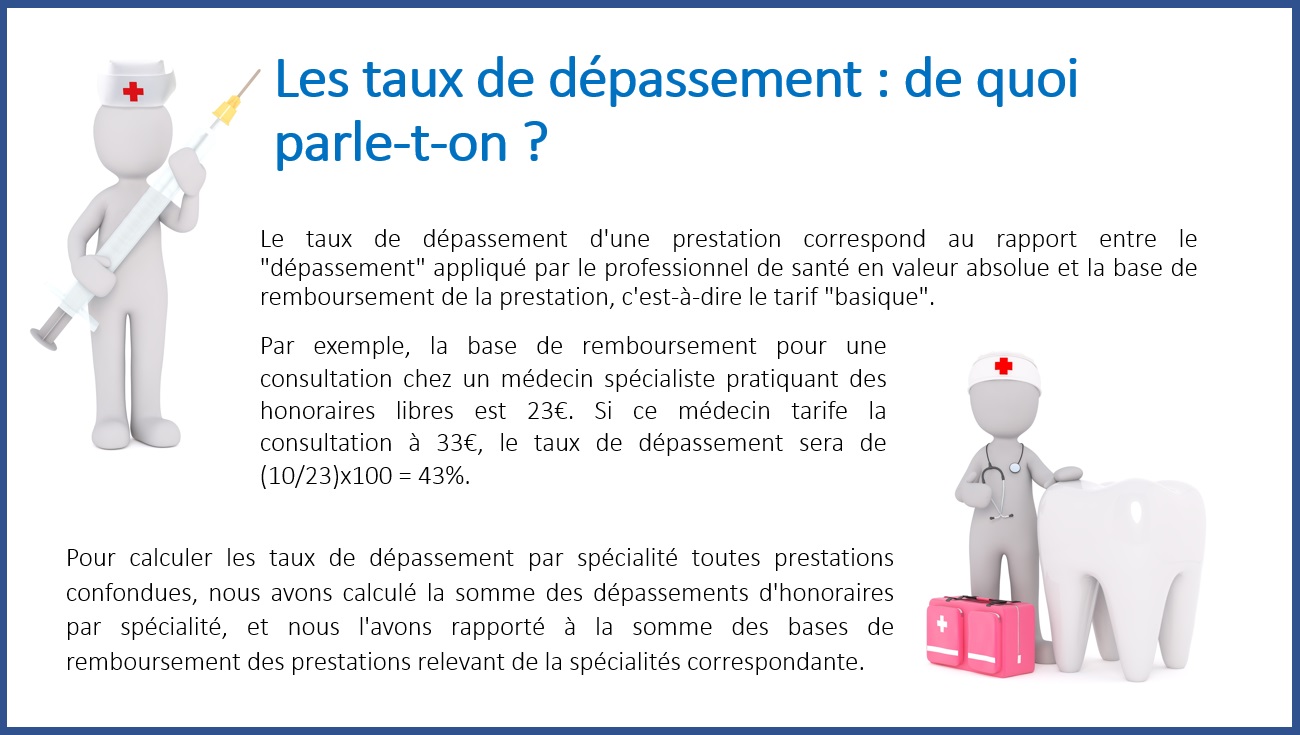 Les taux de dépassement : de quoi
parle-t-on ?
Le taux de dépassement d'une prestation correspond au rapport entre le
"dépassement" appliqué par le professionnel de santé en valeur absolue et la base de
remboursement de la prestation, c'est-à-dire le tarif "basique".
Par exemple, la base de remboursement pour une
consultation chez un médecin spécialiste pratiquant des
honoraires libres est 23€. Si ce médecin tarife la
consultation à 33€, le taux de dépassement sera de
(10/23)x100 = 43%.
Pour calculer les taux de dépassement par spécialité toutes prestations
confondues, nous avons calculé la somme des dépassements d'honoraires
par spécialité, et nous l'avons rapporté à la somme des bases de
remboursement des prestations relevant de la spécialités correspondante.